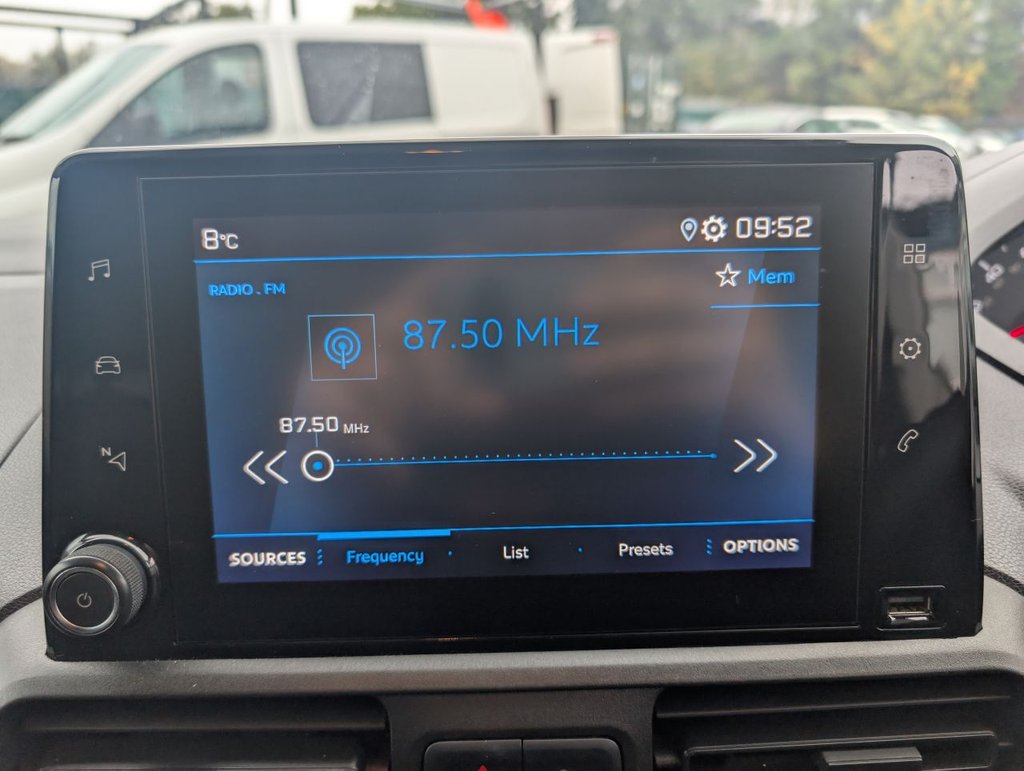 8°C 09:52
RADIO . FM Mem
87.50 MHz
87.50 MHz
N
SOURCES Frequency List Presets OPTIONS